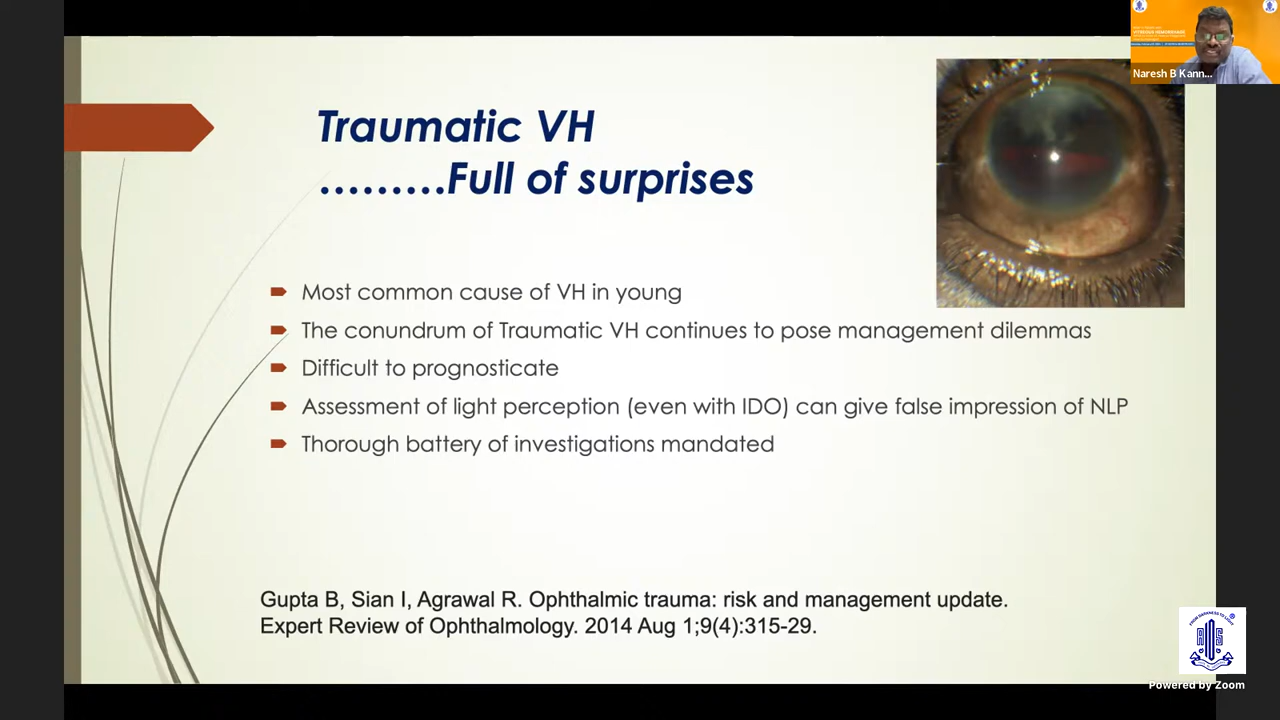 Traumatic VH
.........Full of surprises
Most common cause of VH in young
The conundrum of Traumatic VH continues to pose management dilemmas
Difficult to prognosticate
Assessment of light perception (even with IDO) can give false impression of NLP
Thorough battery of investigations mandated
Gupta B, Sian I, Agrawal R. Ophthalmic trauma: risk and management update.
Expert Review of Ophthalmology. 2014 Aug 1;9(4):315-29.
VITREOUS HEMORRHAGE
Naresh B Kann...
Powered by Zoom